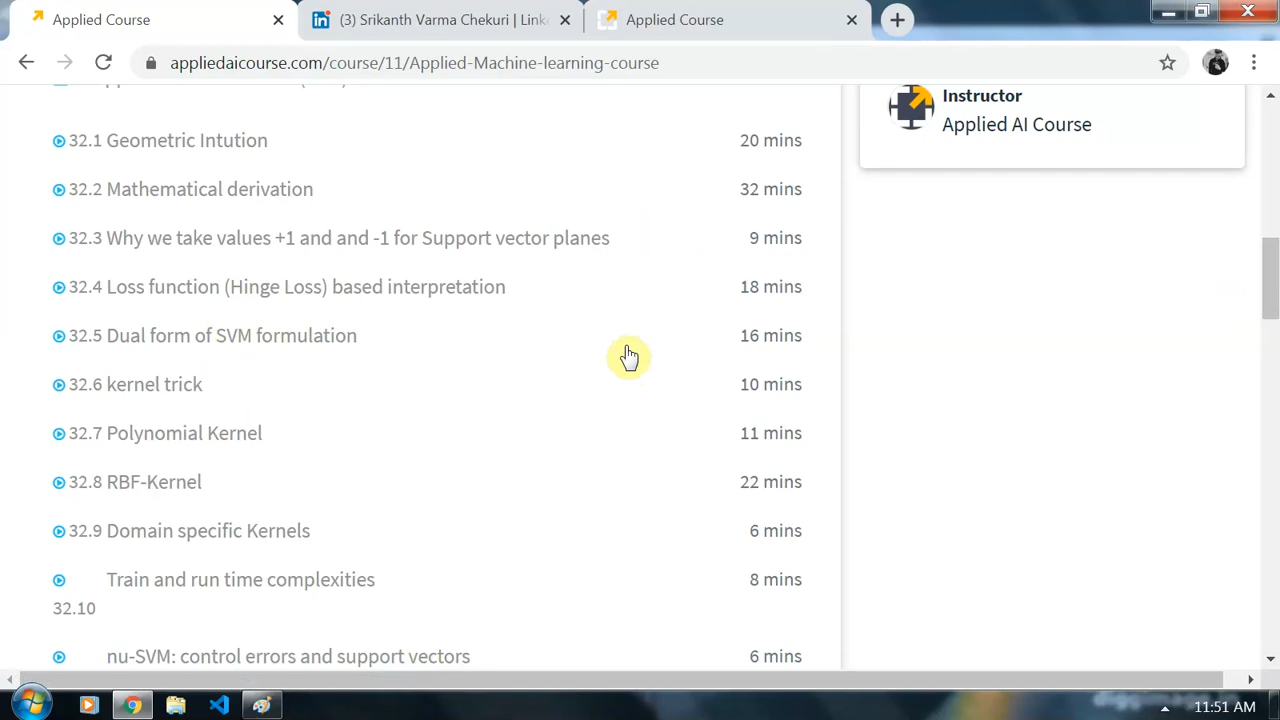 Applied Course
(3) Srikanth Varma Chekuri | Link
Applied Course
appliedaicourse.com/course/11/Applied-Machine-learning-course
Instructor
Applied AI Course
32.1 Geometric Intution 20 mins
32.2 Mathematical derivation 32 mins
32.3 Why we take values +1 and and -1 for Support vector planes 9 mins
32.4 Loss function (Hinge Loss) based interpretation 18 mins
32.5 Dual form of SVM formulation 16 mins
32.6 kernel trick 10 mins
32.7 Polynomial Kernel 11 mins
32.8 RBF-Kernel 22 mins
32.9 Domain specific Kernels 6 mins
Train and run time complexities 8 mins
32.10
nu-SVM: control errors and support vectors 6 mins
11:51 AM